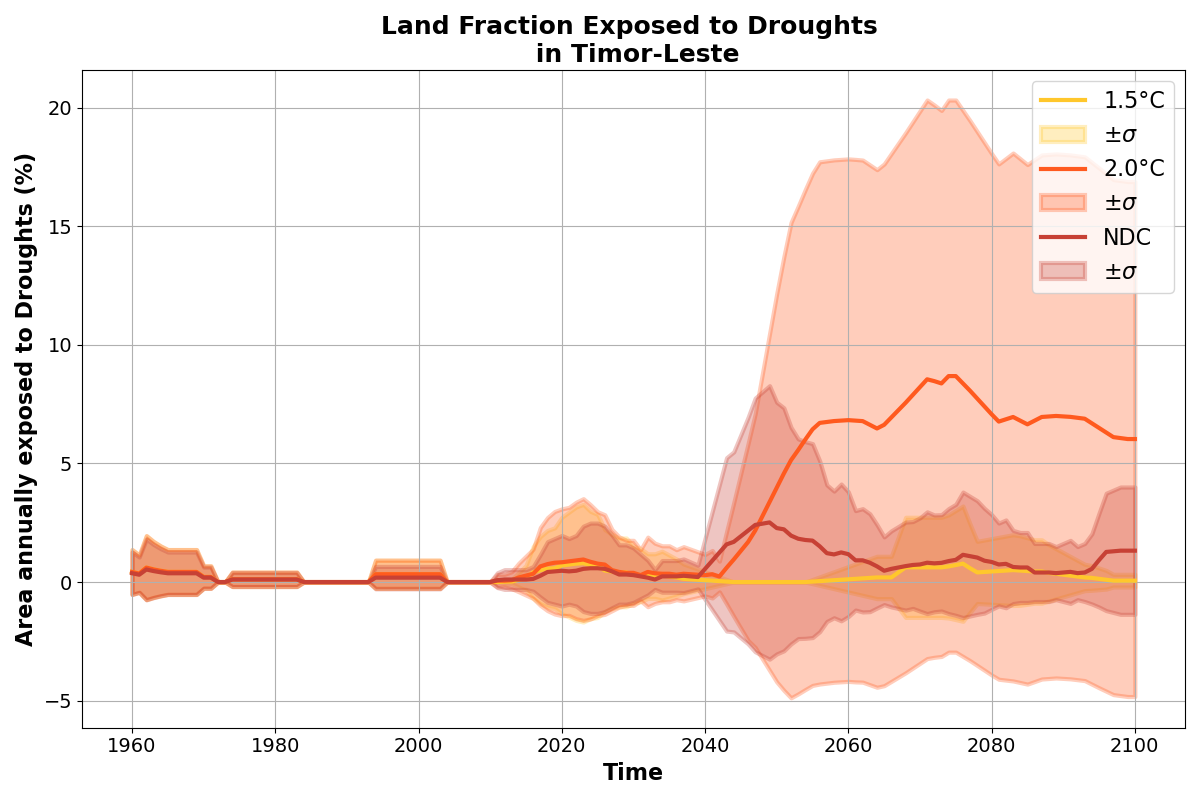 Land Fraction Exposed to Droughts
in Timor-Leste
Area annually exposed to Droughts (%)
20
15
10
5
0
−5
1960
1980
2000
2020
2040
2060
2080
2100
Time
1.5°C
±σ
2.0°C
±σ
NDC
±σ